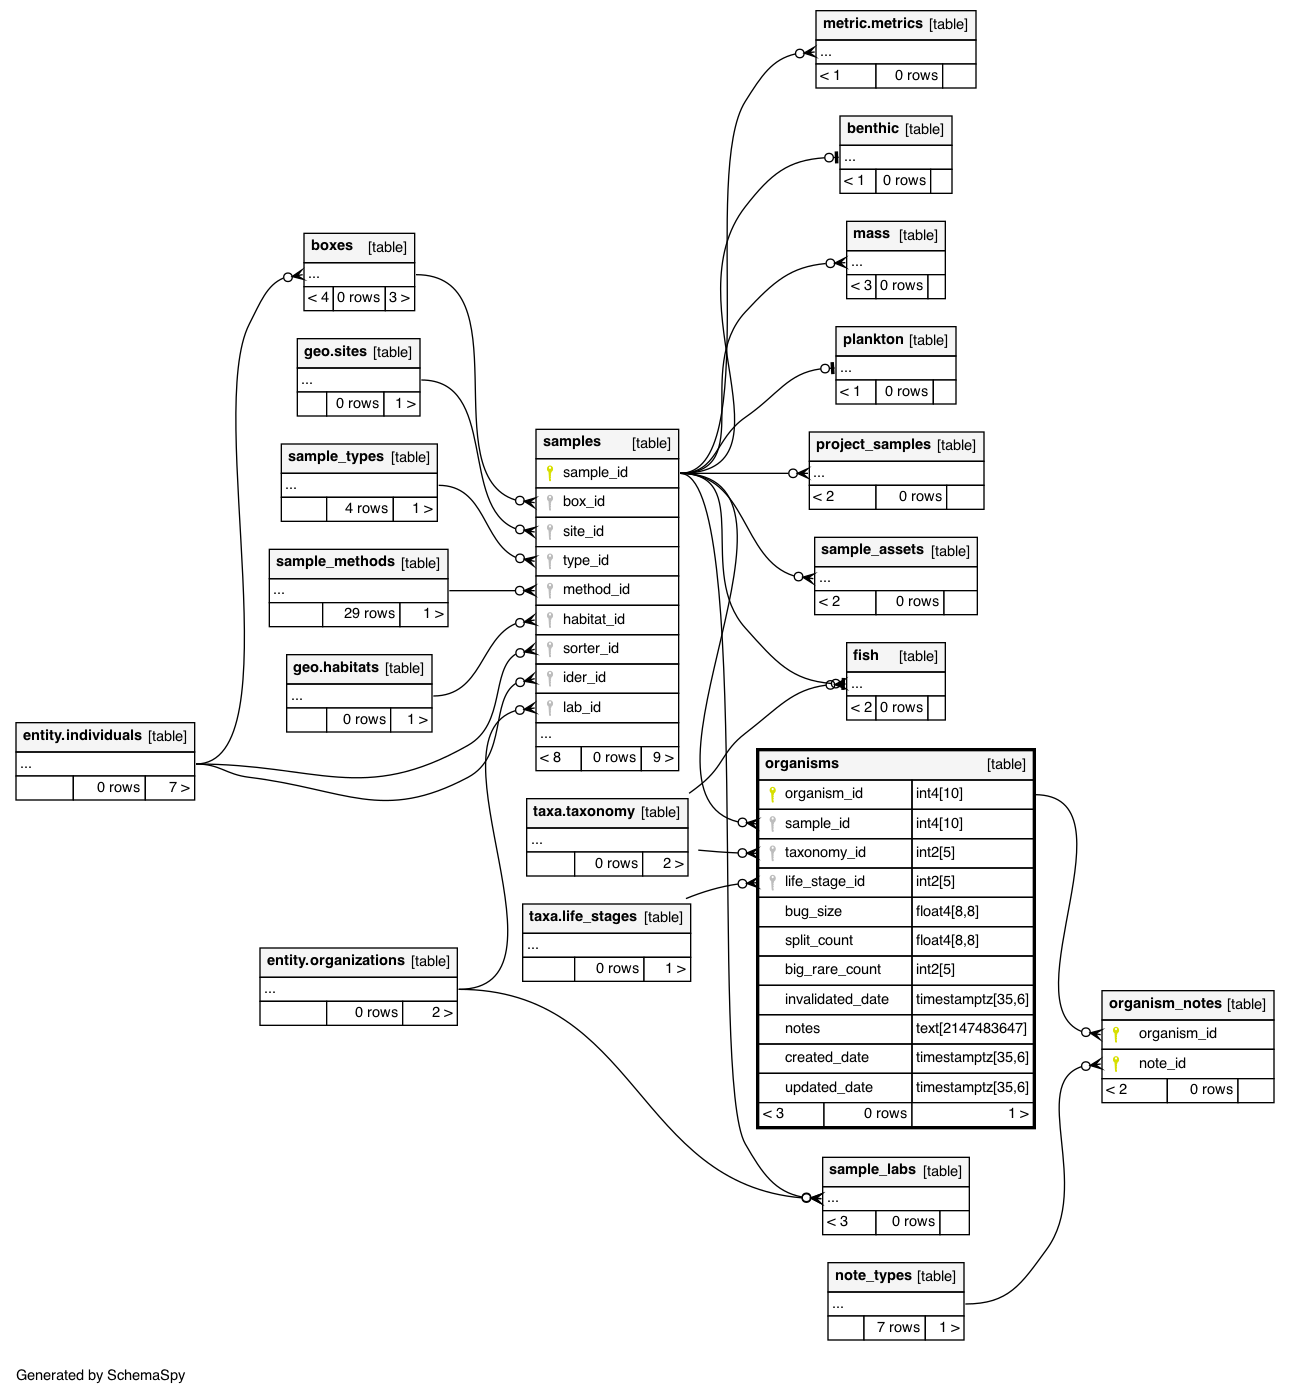 metric.metrics [table]
...
< 1 0 rows
benthic [table]
...
< 1 0 rows
mass [table]
...
< 3 0 rows
plankton [table]
...
< 1 0 rows
project_samples [table]
...
< 2 0 rows
sample_assets [table]
...
< 2 0 rows
fish [table]
...
< 2 0 rows
boxes [table]
...
< 4 0 rows 3 >
geo.sites [table]
...
0 rows 1 >
sample_types [table]
...
4 rows 1 >
sample_methods [table]
...
29 rows 1 >
geo.habitats [table]
...
0 rows 1 >
entity.individuals [table]
...
0 rows 7 >
samples [table]
sample_id
box_id
site_id
type_id
method_id
habitat_id
sorter_id
ider_id
lab_id
...
< 8 0 rows 9 >
taxa.taxonomy [table]
...
0 rows 2 >
taxa.life_stages [table]
...
0 rows 1 >
entity.organizations [table]
...
0 rows 2 >
organisms [table]
organism_id int4[10]
sample_id int4[10]
taxonomy_id int2[5]
life_stage_id int2[5]
bug_size float4[8,8]
split_count float4[8,8]
big_rare_count int2[5]
invalidated_date timestamptz[35,6]
notes text[2147483647]
created_date timestamptz[35,6]
updated_date timestamptz[35,6]
< 3 0 rows 1 >
organism_notes [table]
organism_id
note_id
< 2 0 rows
sample_labs [table]
...
< 3 0 rows
note_types [table]
...
7 rows 1 >
Generated by SchemaSpy